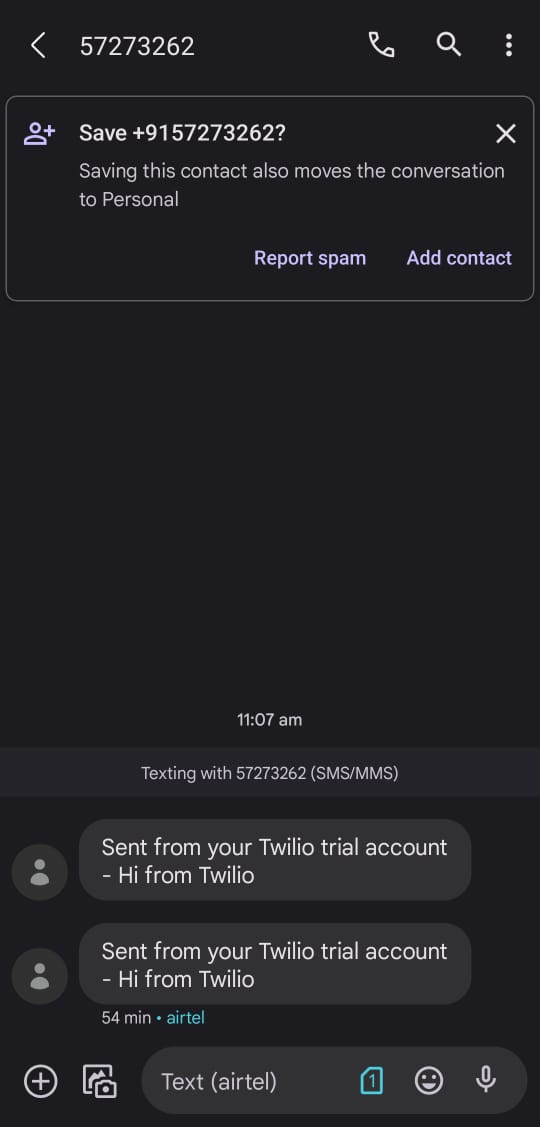 57273262
Save +9157273262?
Saving this contact also moves the conversation
to Personal
Report spam Add contact
11:07 am
Texting with 57273262 (SMS/MMS)
Sent from your Twilio trial account
- Hi from Twilio
Sent from your Twilio trial account
- Hi from Twilio
54 min • airtel
Text (airtel) 1